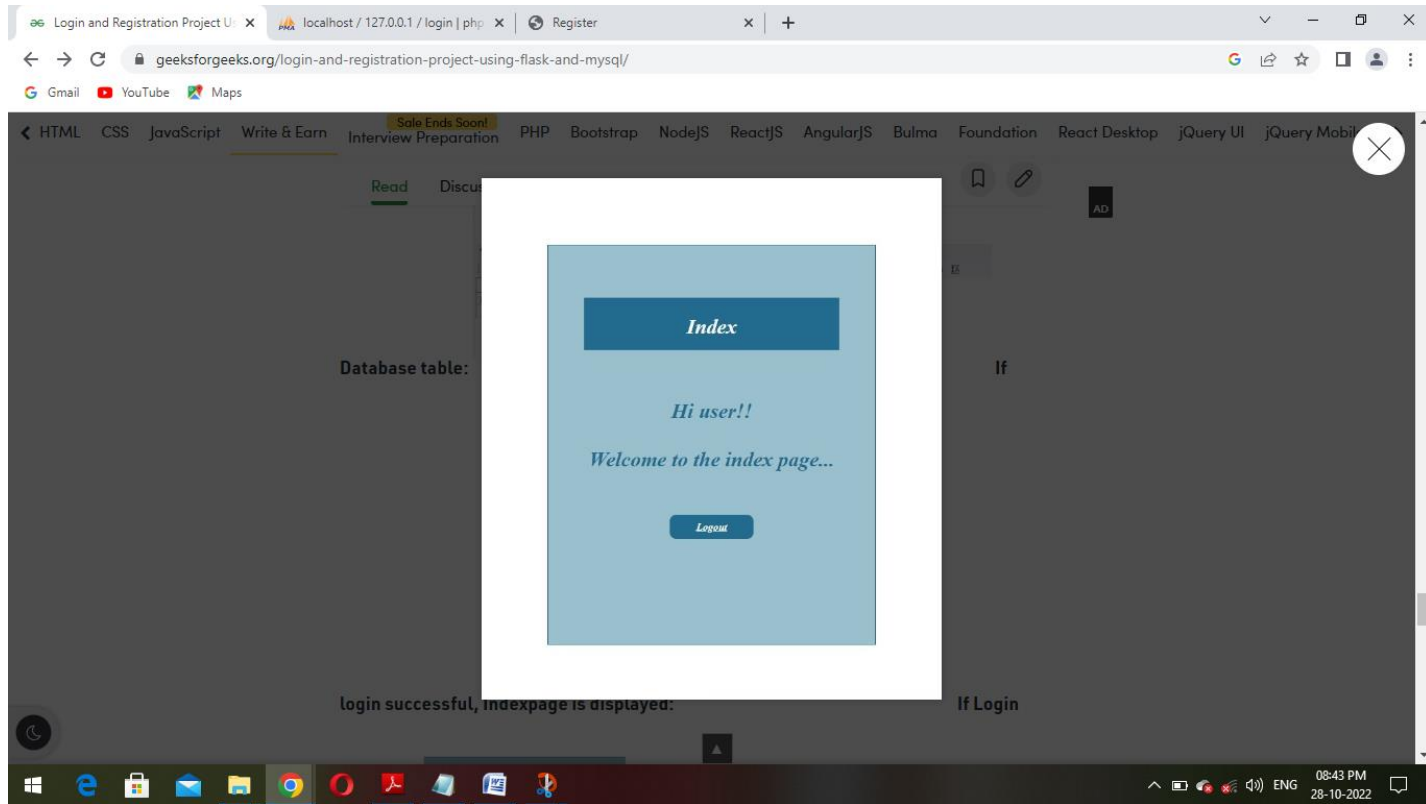 Login and Registration Project U
localhost / 127.0.0.1 / login | php
Register
geeksforgeeks.org/login-and-registration-project-using-flask-and-mysql/
Gmail YouTube Maps
Sale Ends Soon!
HTML CSS JavaScript Write & Earn Interview Preparation PHP Bootstrap NodeJS ReactJS AngularJS Bulma Foundation React Desktop jQuery UI jQuery Mobile
Read Discus
AD
Index
Database table: If
Hi user!!
Welcome to the index page...
Logout
login successful, Indexpage is displayed: If Login
ENG
08:43 PM
28-10-2022